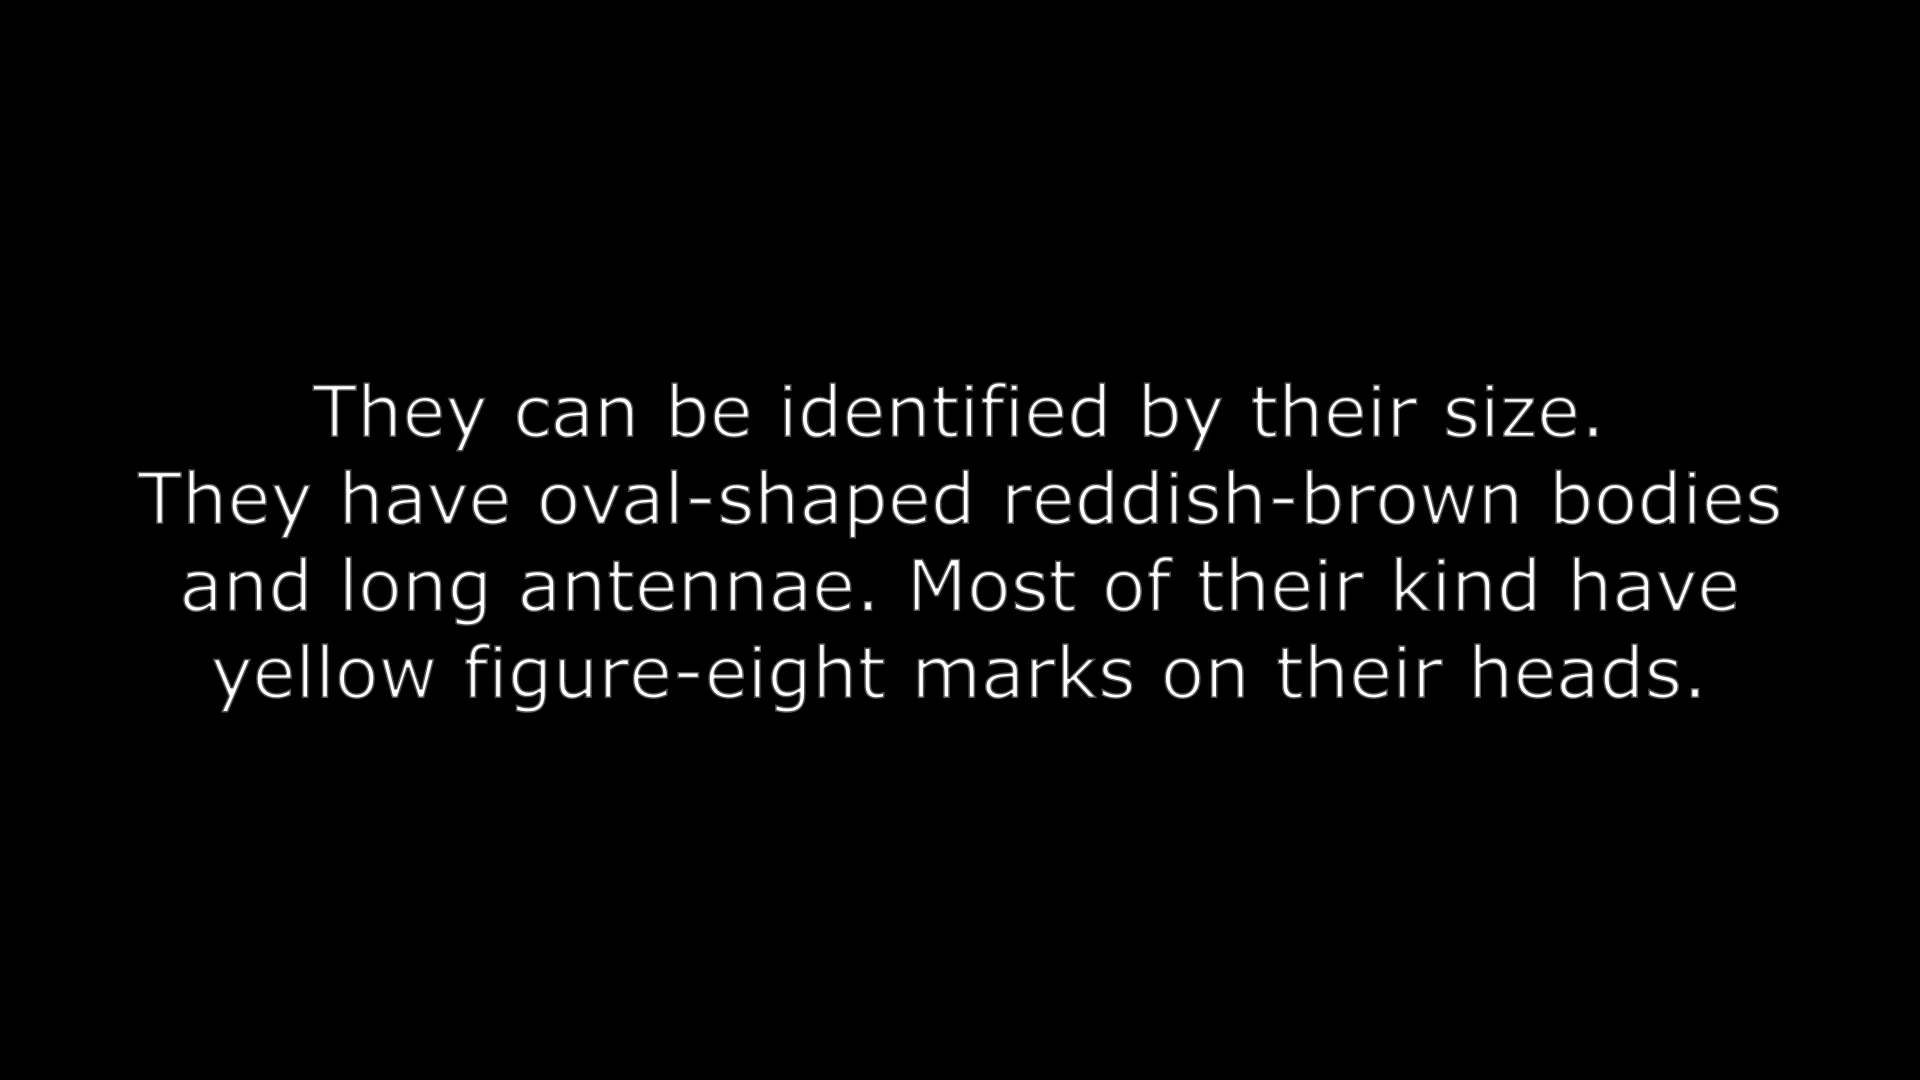 They can be identified by their size.
They have oval-shaped reddish-brown bodies
and long antennae. Most of their kind have
yellow figure-eight marks on their heads.